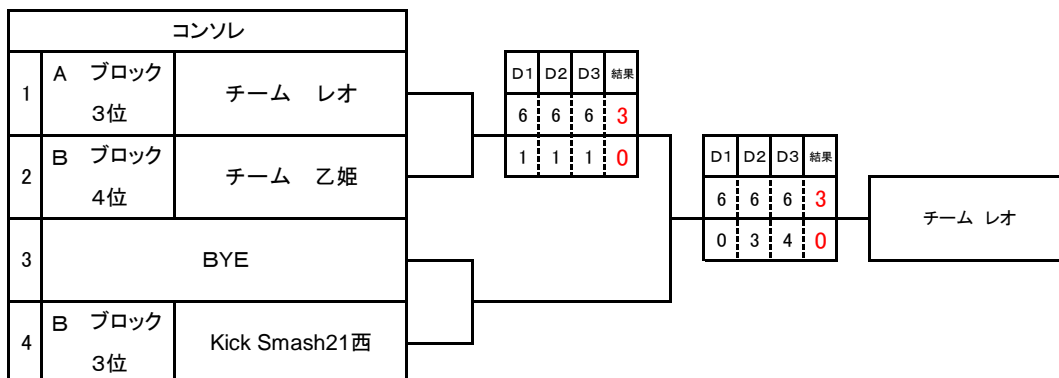 コンソレ
1 A ブロック 3位 チーム レオ
2 B ブロック 4位 チーム 乙姫
3 BYE
4 B ブロック 3位 Kick Smash21西
D1 D2 D3 結果
6 6 6 3
1 1 1 0
D1 D2 D3 結果
6 6 6 3
0 3 4 0
チーム レオ